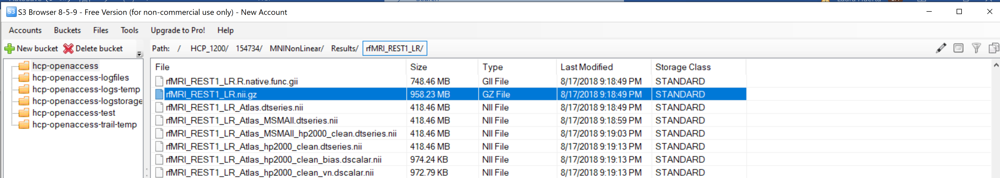 S3 Browser 8-5-9 - Free Version (for non-commercial use only) - New Account
Accounts Buckets Files Tools Upgrade to Pro! Help
New bucket Delete bucket Path: / HCP_1200/ 154734/ MNINonLinear/ Results/ rfMRI_REST1_LR/
hcp-openaccess
hcp-openaccess-logfiles
hcp-openaccess-logs-temp
hcp-openaccess-logstorage
hcp-openaccess-test
hcp-openaccess-trail-temp
File Size Type Last Modified Storage Class
rfMRI_REST1_LR.R.native.func.gii 748.46 MB GII File 8/17/2018 9:18:49 PM STANDARD
rfMRI_REST1_LR.nii.gz 958.23 MB GZ File 8/17/2018 9:18:49 PM STANDARD
rfMRI_REST1_LR_Atlas.dtseries.nii 418.46 MB NII File 8/17/2018 9:18:49 PM STANDARD
rfMRI_REST1_LR_Atlas_MSMAll.dtseries.nii 418.46 MB NII File 8/17/2018 9:18:59 PM STANDARD
rfMRI_REST1_LR_Atlas_MSMAll_hp2000_clean.dtseries.nii 418.46 MB NII File 8/17/2018 9:19:03 PM STANDARD
rfMRI_REST1_LR_Atlas_hp2000_clean.dtseries.nii 418.46 MB NII File 8/17/2018 9:19:13 PM STANDARD
rfMRI_REST1_LR_Atlas_hp2000_clean_bias.dscalar.nii 974.24 KB NII File 8/17/2018 9:19:13 PM STANDARD
rfMRI_REST1_LR_Atlas_hp2000_clean_vn.dscalar.nii 972.79 KB NII File 8/17/2018 9:19:13 PM STANDARD